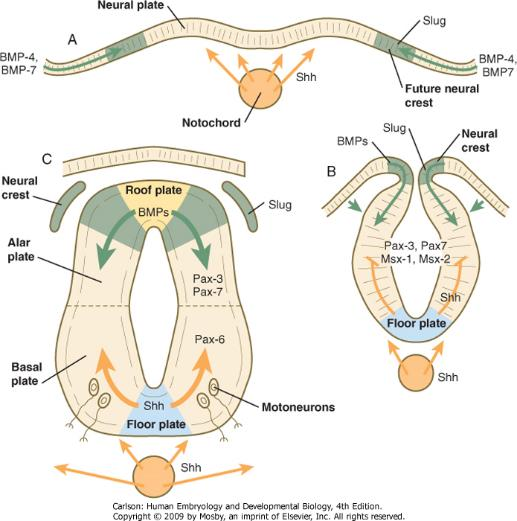 Neural plate
Slug
A
BMP-4,
BMP-7
Shh
BMP-4,
BMP7
Future neural
crest
Notochord
C
Neural
crest
Roof plate
BMPs
Slug
Alar
plate
Pax-3
Pax-7
Pax-6
Basal
plate
Shh
Floor plate
Motoneurons
Shh
Slug
BMPs
Neural
crest
B
Pax-3, Pax7
Msx-1, Msx-2
Shh
Floor plate
Shh
Carlson: Human Embryology and Developmental Biology, 4th Edition.
Copyright © 2009 by Mosby, an imprint of Elsevier, Inc. All rights reserved.